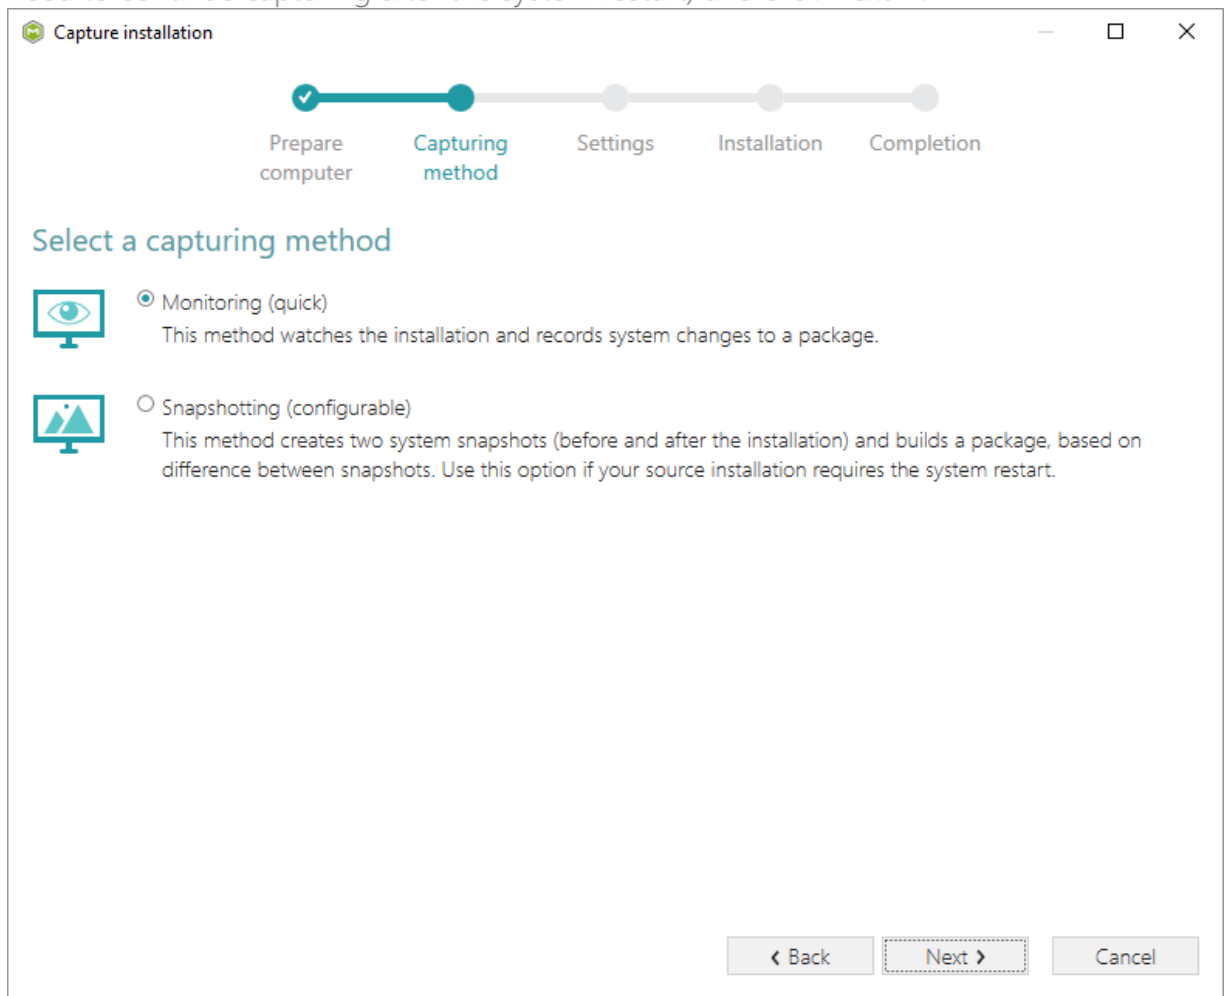 Capture installation
Prepare computer
Capturing method
Settings
Installation
Completion
Select a capturing method
Monitoring (quick)
This method watches the installation and records system changes to a package.
Snapshotting (configurable)
This method creates two system snapshots (before and after the installation) and builds a package, based on
difference between snapshots. Use this option if your source installation requires the system restart.
Back
Next
Cancel